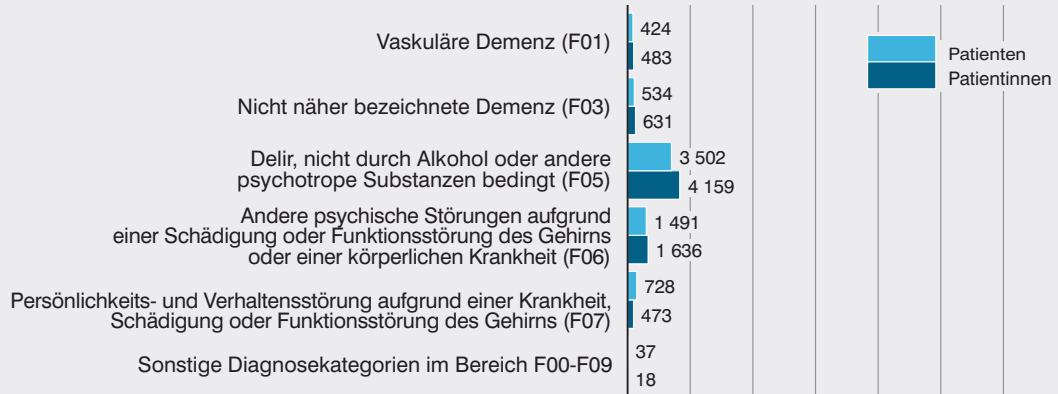 Vaskuläre Demenz (F01)
424
483
Patienten
Patientinnen
Nicht näher bezeichnete Demenz (F03)
534
631
Delir, nicht durch Alkohol oder andere
psychotrope Substanzen bedingt (F05)
3 502
4 159
Andere psychische Störungen aufgrund
einer Schädigung oder Funktionsstörung des Gehirns
oder einer körperlichen Krankheit (F06)
1 491
1 636
Persönlichkeits- und Verhaltensstörung aufgrund einer Krankheit,
Schädigung oder Funktionsstörung des Gehirns (F07)
728
473
Sonstige Diagnosekategorien im Bereich F00-F09
37
18